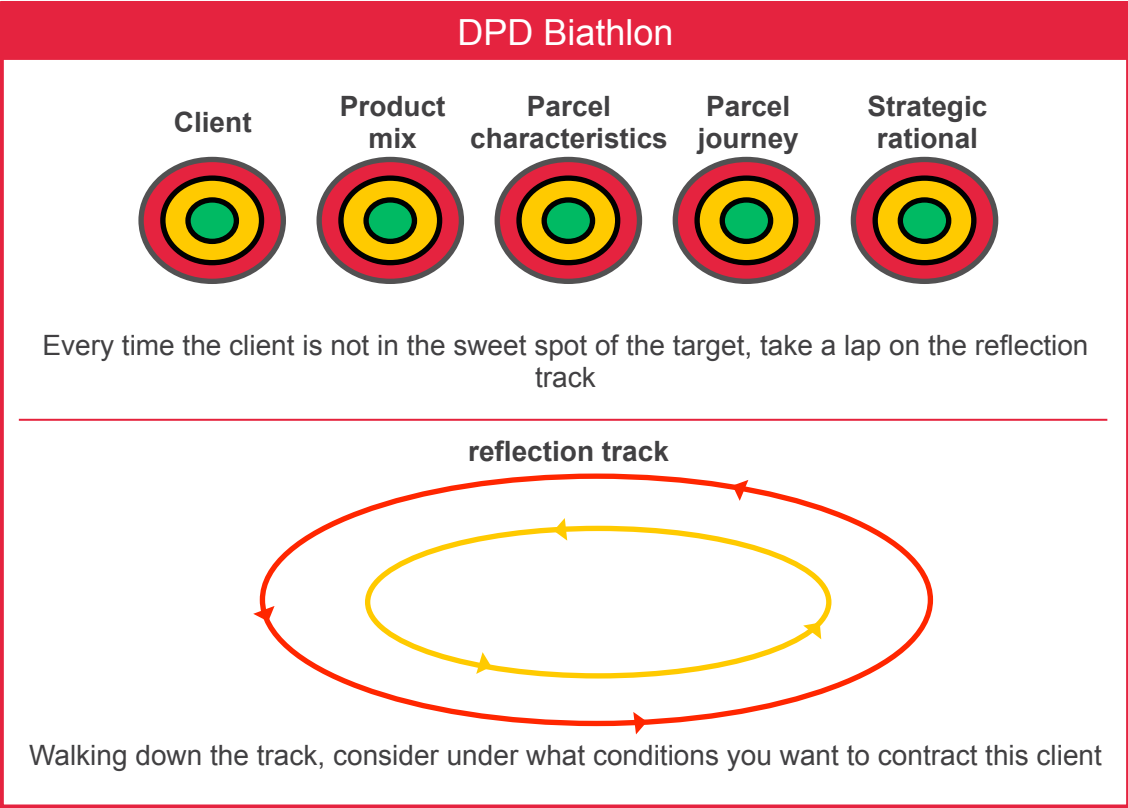 DPD Biathlon
Client
Product
mix
Parcel
characteristics
Parcel
journey
Strategic
rational
Every time the client is not in the sweet spot of the target, take a lap on the reflection
track
reflection track
Walking down the track, consider under what conditions you want to contract this client